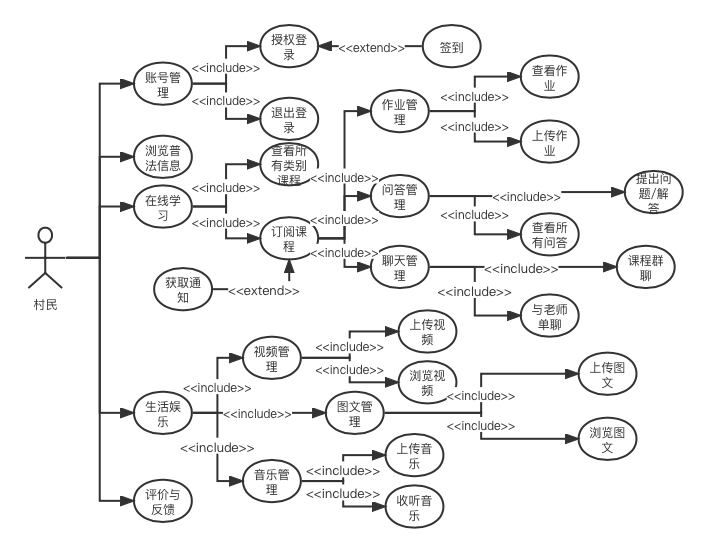 授权登
录
<<extend>>
签到
<<include>>
账号管
理
<<include>>
退出登
录
查看作
业
作业管
理
<<include>>
<<include>>
上传作
业
浏览普
法信息
查看所
有类别
课程
<<include>>
在线学
习
<<include>>
<<include>>
问答管
理
<<include>>
提出问
题/解
答
<<include>>
<<include>>
查看所
有问答
订阅课
程
<<include>>
聊天管
理
<<include>>
课程群
聊
<<include>>
与老师
单聊
获取通
知
<<extend>>
村民
上传视
频
视频管
理
<<include>>
<<include>>
浏览视
频
<<include>>
生活娱
乐
<<include>>
图文管
理
<<include>>
上传图
文
<<include>>
浏览图
文
<<include>>
上传音
乐
音乐管
理
<<include>>
<<include>>
收听音
乐
评价与
反馈